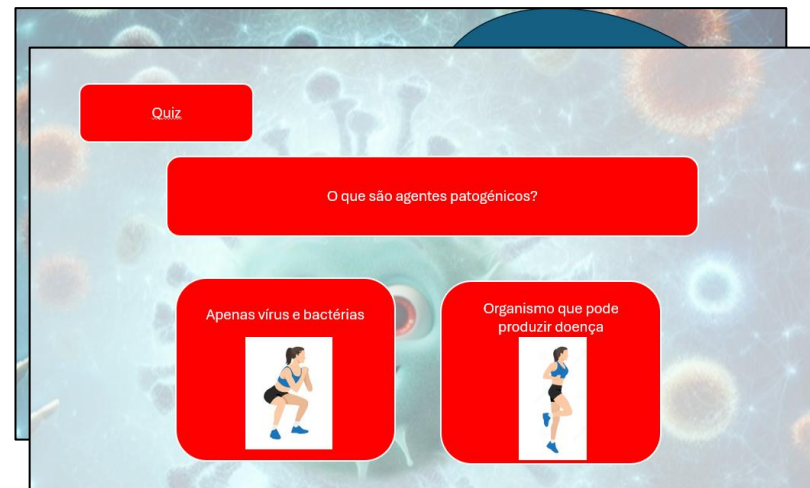 Quiz
O que são agentes patogénicos?
Apenas vírus e bactérias
Organismo que pode
produzir doença